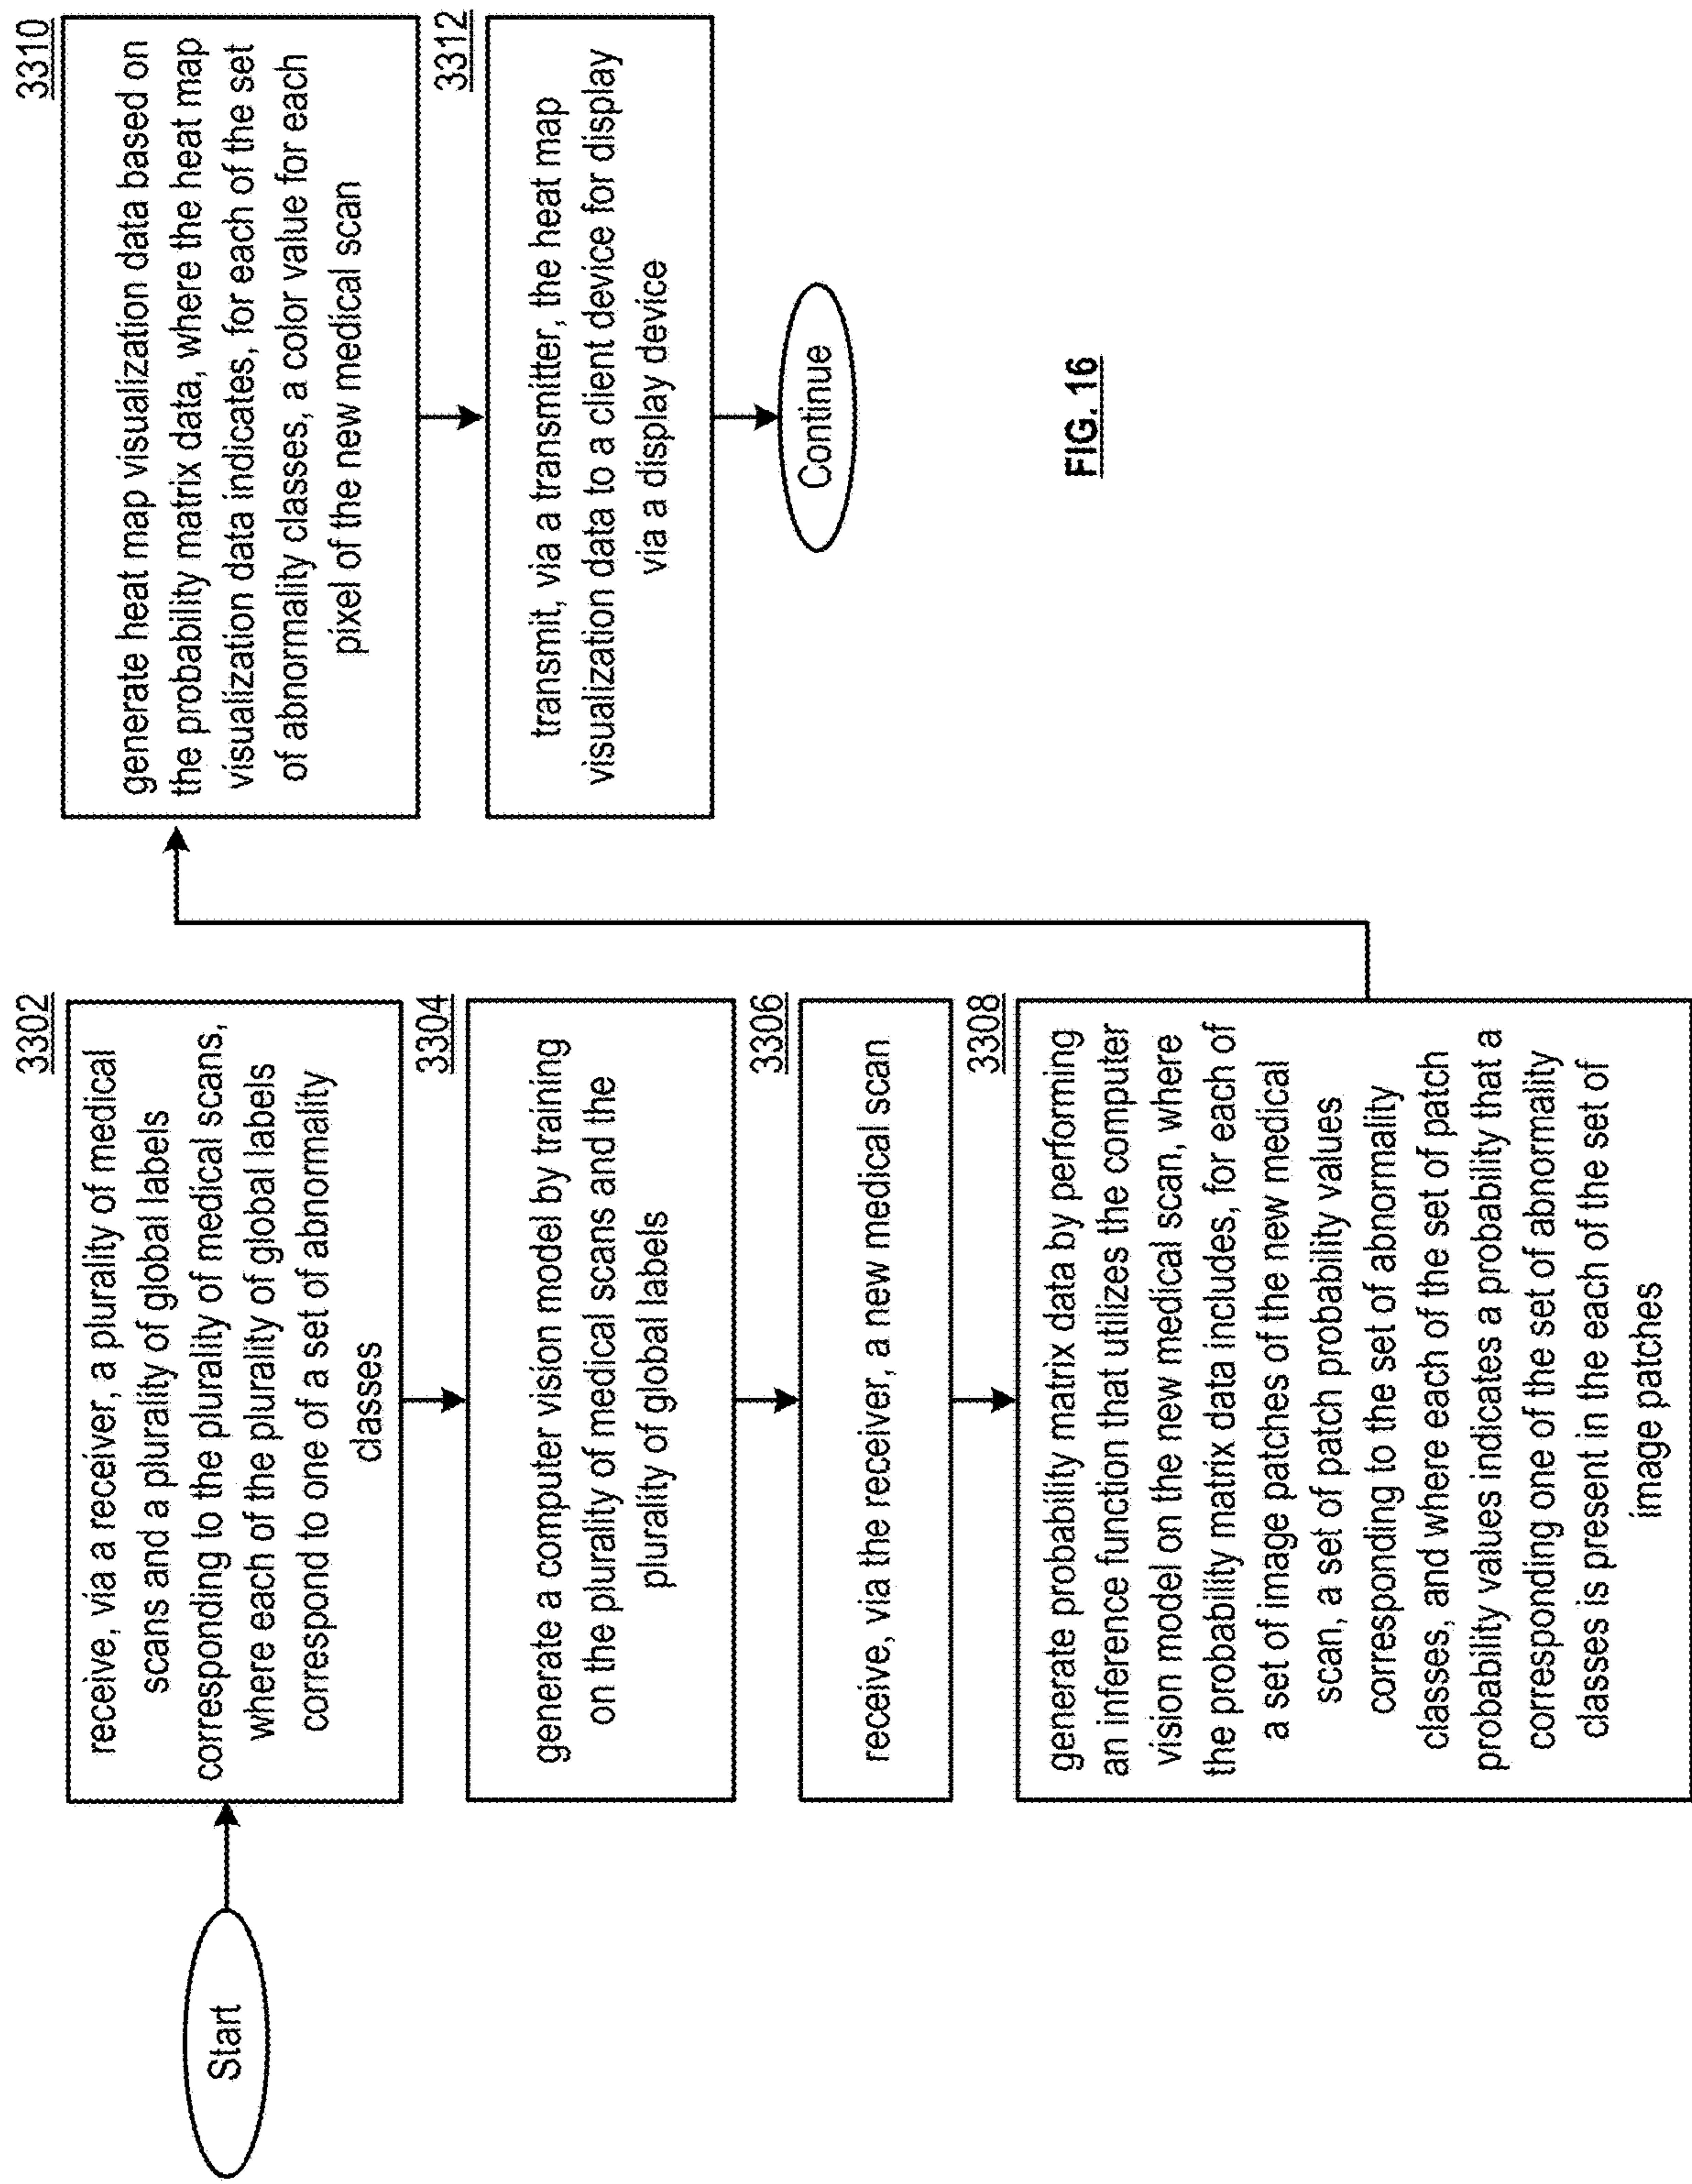 Start
3302
receive, via a receiver, a plurality of medical
scans and a plurality of global labels
corresponding to the plurality of medical scans,
where each of the plurality of global labels
correspond to one of a set of abnormality
classes
3304
generate a computer vision model by training
on the plurality of medical scans and the
plurality of global labels
3306
receive, via the receiver, a new medical scan
3308
generate probability matrix data by performing
an inference function that utilizes the computer
vision model on the new medical scan, where
the probability matrix data includes, for each of
a set of image patches of the new medical
scan, a set of patch probability values
corresponding to the set of abnormality
classes, and where each of the set of patch
probability values indicates a probability that a
corresponding one of the set of abnormality
classes is present in the each of the set of
image patches
3310
generate heat map visualization data based on
the probability matrix data, where the heat map
visualization data indicates, for each of the set
of abnormality classes, a color value for each
pixel of the new medical scan
3312
transmit, via a transmitter, the heat map
visualization data to a client device for display
via a display device
Continue
FIG. 16